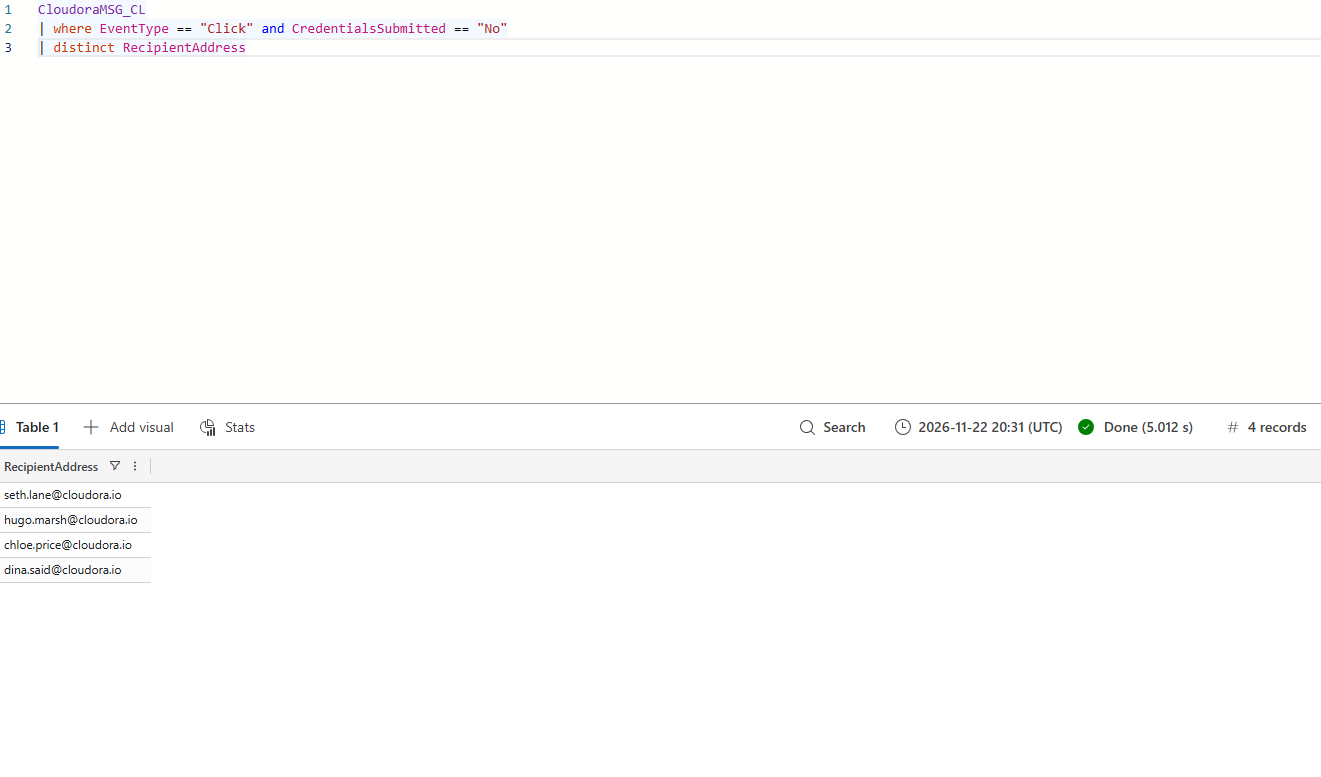 1 CloudoraMSG_CL
2 | where EventType == "Click" and CredentialsSubmitted == "No"
3 | distinct RecipientAddress
Table 1 Add visual Stats Search 2026-11-22 20:31 (UTC) Done (5.012 s) # 4 records
RecipientAddress
seth.lane@cloudora.io
hugo.marsh@cloudora.io
chloe.price@cloudora.io
dina.said@cloudora.io